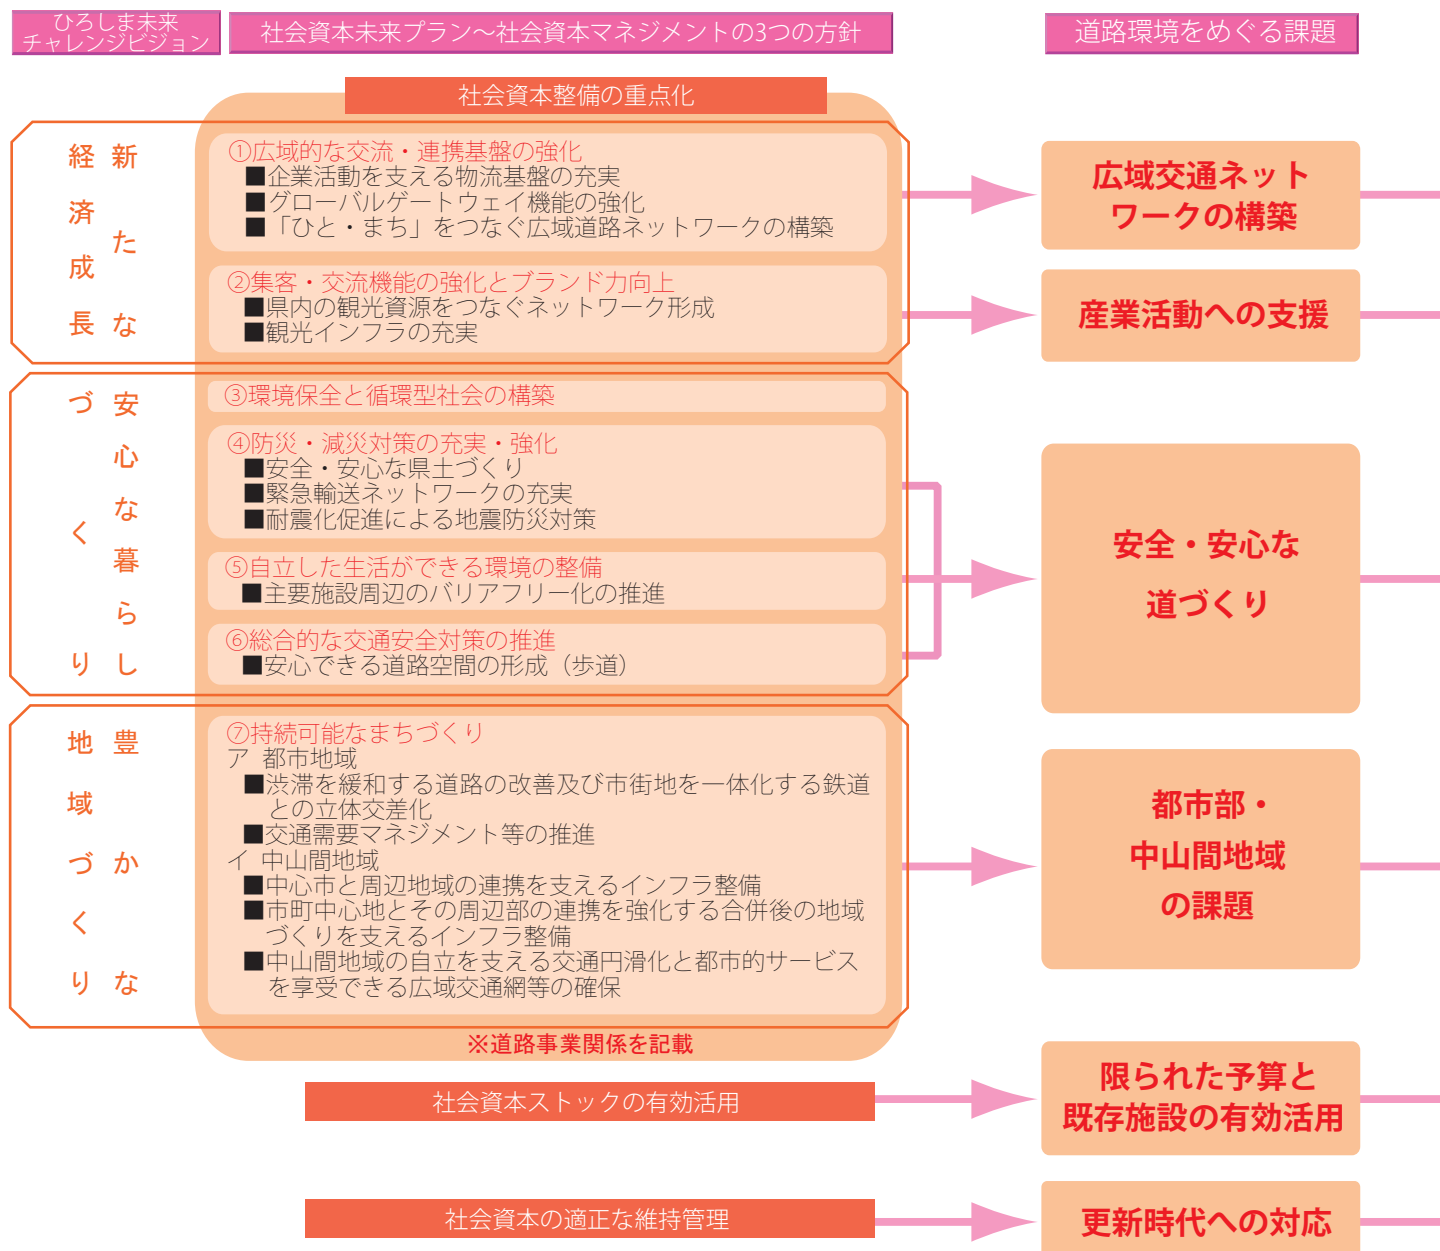 ひろしま未来
チャレンジビジョン
社会資本未来プラン～社会資本マネジメントの3つの方針
道路環境をめぐる課題
社会資本整備の重点化
新たな
経済成長
①広域的な交流・連携基盤の強化
■企業活動を支える物流基盤の充実
■グローバルゲートウェイ機能の強化
■「ひと・まち」をつなぐ広域道路ネットワークの構築
広域交通ネット
ワークの構築
②集客・交流機能の強化とブランド力向上
■県内の観光資源をつなぐネットワーク形成
■観光インフラの充実
産業活動への支援
安心な暮らし
づくり
③環境保全と循環型社会の構築
④防災・減災対策の充実・強化
■安全・安心な県土づくり
■緊急輸送ネットワークの充実
■耐震化促進による地震防災対策
⑤自立した生活ができる環境の整備
■主要施設周辺のバリアフリー化の推進
⑥総合的な交通安全対策の推進
■安心できる道路空間の形成（歩道）
安全・安心な
道づくり
豊かな
地域づくり
⑦持続可能なまちづくり
ア 都市地域
■渋滞を緩和する道路の改善及び市街地を一体化する鉄道
との立体交差化
■交通需要マネジメント等の推進
イ 中山間地域
■中心市と周辺地域の連携を支えるインフラ整備
■市町中心地とその周辺部の連携を強化する合併後の地域
づくりを支えるインフラ整備
■中山間地域の自立を支える交通円滑化と都市的サービス
を享受できる広域交通網等の確保
都市部・
中山間地域
の課題
※道路事業関係を記載
社会資本ストックの有効活用
限られた予算と
既存施設の有効活用
社会資本の適正な維持管理
更新時代への対応